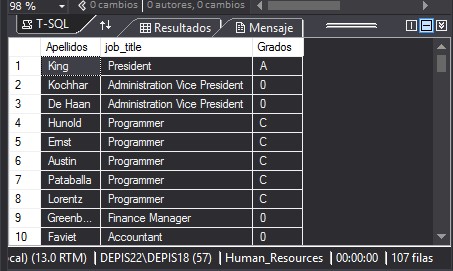 98 % 0 cambios | 0 autores, 0 cambios
T-SQL Resultados Mensaje
Apellidos job_title Grados
1 King President A
2 Kochhar Administration Vice President 0
3 De Haan Administration Vice President 0
4 Hunold Programmer C
5 Ernst Programmer C
6 Austin Programmer C
7 Pataballa Programmer C
8 Lorentz Programmer C
9 Greenb... Finance Manager 0
10 Faviet Accountant 0
cal) (13.0 RTM) | DEPIS22\DEPIS18 (57) | Human_Resources | 00:00:00 | 107 filas